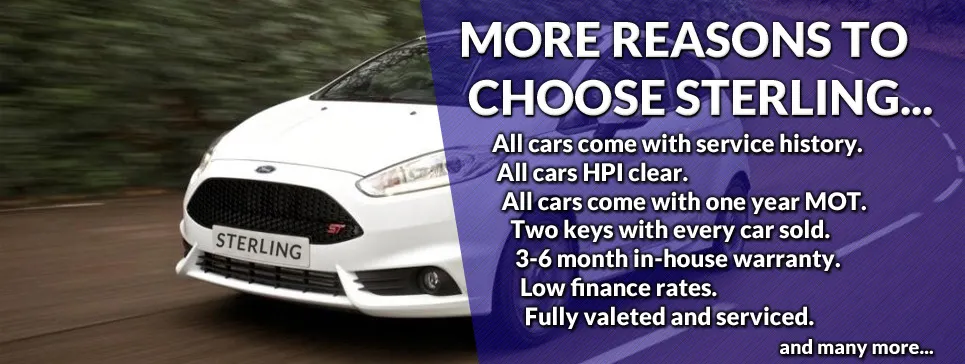 MORE REASONS TO
CHOOSE STERLING...
All cars come with service history.
All cars HPI clear.
All cars come with one year MOT.
Two keys with every car sold.
3-6 month in-house warranty.
Low finance rates.
Fully valeted and serviced.
and many more...
Ford
ST
STERLING